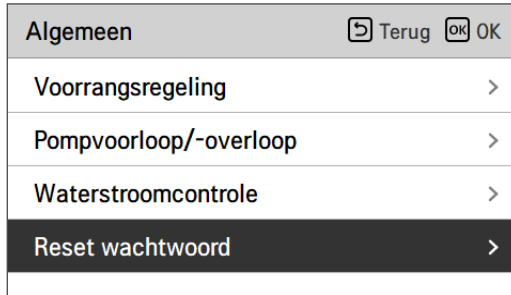 Algemeen Terug OK OK
Voorrangsregeling >
Pompvoorloop/-overloop >
Waterstroomcontrole >
Reset wachtwoord >